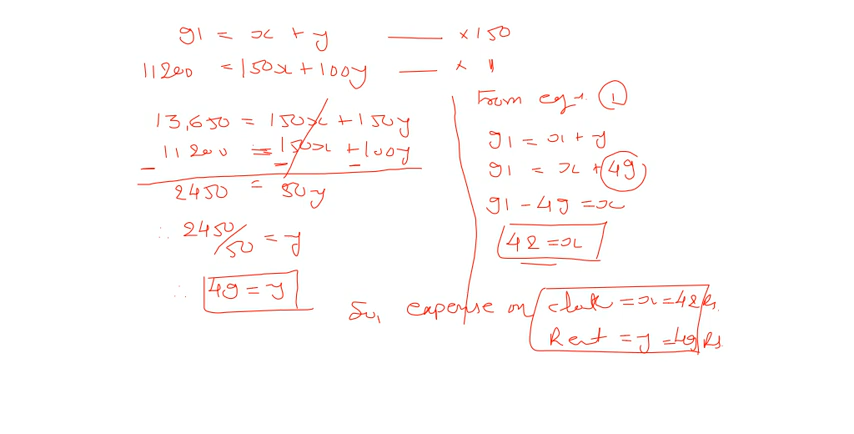 91 = x + y —— × 150
11200 = 150x + 100y —— × 1
13,650 = 150x + 150y
11200 = 150x + 100y
- - -
2450 = 50y
∴ 2450/50 = y
∴ 49 = y
From eqn. ①
91 = x + y
91 = x + 49
91 - 49 = x
42 = x
So, expense on cloth = x = 42 Rs.
Rent = y = 49 Rs